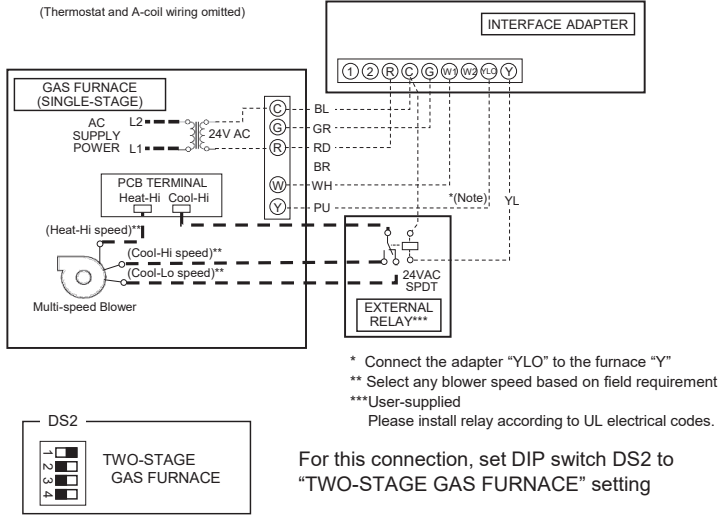 (Thermostat and A-coil wiring omitted)
INTERFACE ADAPTER
1 2 R C G W1 W2 YLO Y
GAS FURNACE
(SINGLE-STAGE)
AC
SUPPLY
POWER
L2
L1
24V AC
C
G
R
W
Y
BL
GR
RD
BR
WH
PU
*(Note)
YL
PCB TERMINAL
Heat-Hi Cool-Hi
(Heat-Hi speed)**
(Cool-Hi speed)**
(Cool-Lo speed)**
Multi-speed Blower
24VAC
SPDT
EXTERNAL
RELAY***
* Connect the adapter “YLO” to the furnace “Y”
** Select any blower speed based on field requirement
***User-supplied
Please install relay according to UL electrical codes.
DS2
1
2
3
4
TWO-STAGE
GAS FURNACE
For this connection, set DIP switch DS2 to
“TWO-STAGE GAS FURNACE” setting